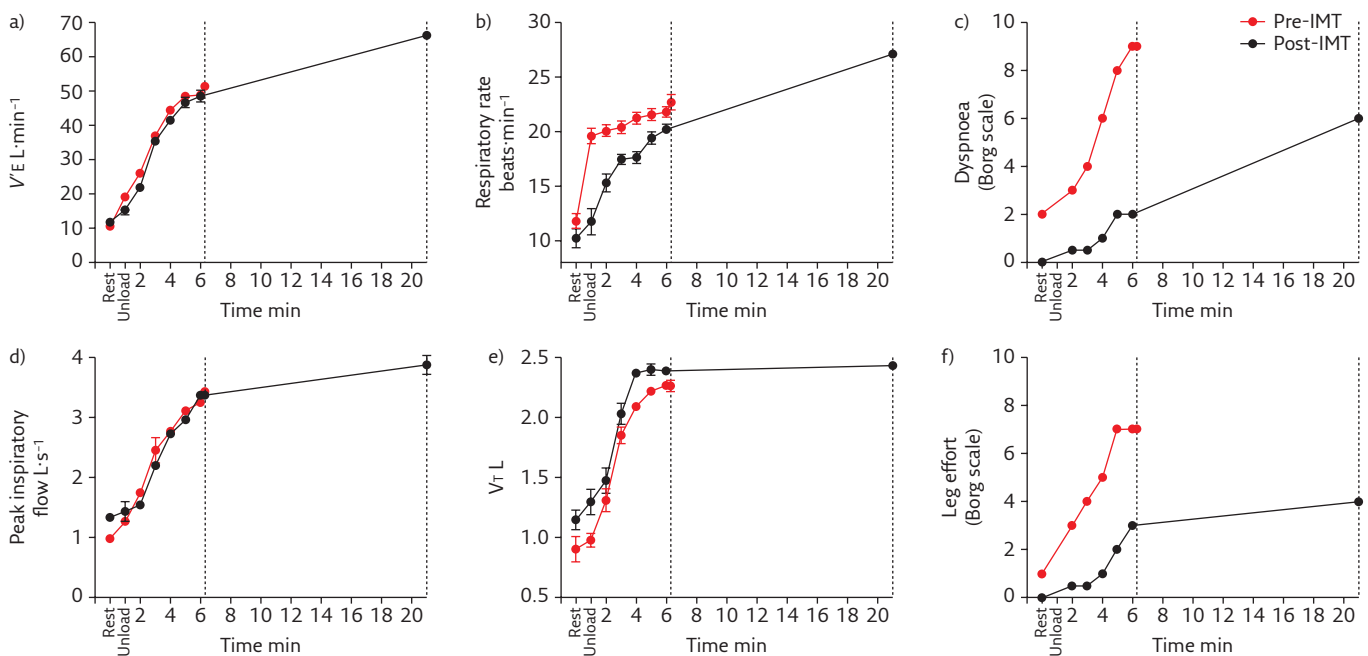 a)
V′E L·min⁻¹
70
60
50
40
30
20
10
0
Rest
Unload
2 4 6 8 10 12 14 16 18 20
Time min
b)
Respiratory rate
beats·min⁻¹
30
25
20
15
10
Rest
Unload
2 4 6 8 10 12 14 16 18 20
Time min
c)
Dyspnoea
(Borg scale)
10
8
6
4
2
0
Rest
Unload
2 4 6 8 10 12 14 16 18 20
Time min
Pre-IMT
Post-IMT
d)
Peak inspiratory
flow L·s⁻¹
4
3
2
1
0
Rest
Unload
2 4 6 8 10 12 14 16 18 20
Time min
e)
VT L
2.5
2.0
1.5
1.0
0.5
Rest
Unload
2 4 6 8 10 12 14 16 18 20
Time min
f)
Leg effort
(Borg scale)
10
8
6
4
2
0
Rest
Unload
2 4 6 8 10 12 14 16 18 20
Time min